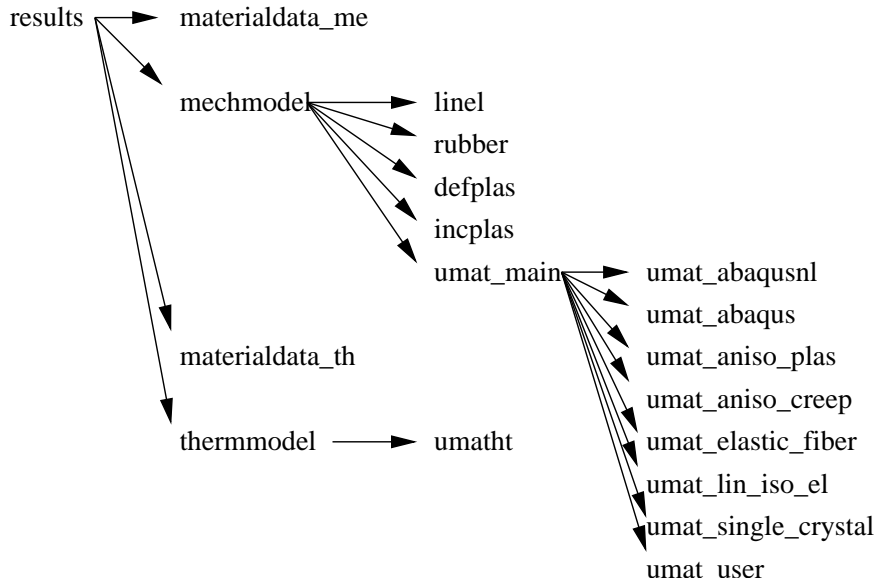 results materialdata_me
mechmodel linel
rubber
defplas
incplas
umat_main umat_abaqusnl
umat_abaqus
materialdata_th umat_aniso_plas
umat_aniso_creep
thermmodel umatht umat_elastic_fiber
umat_lin_iso_el
umat_single_crystal
umat_user